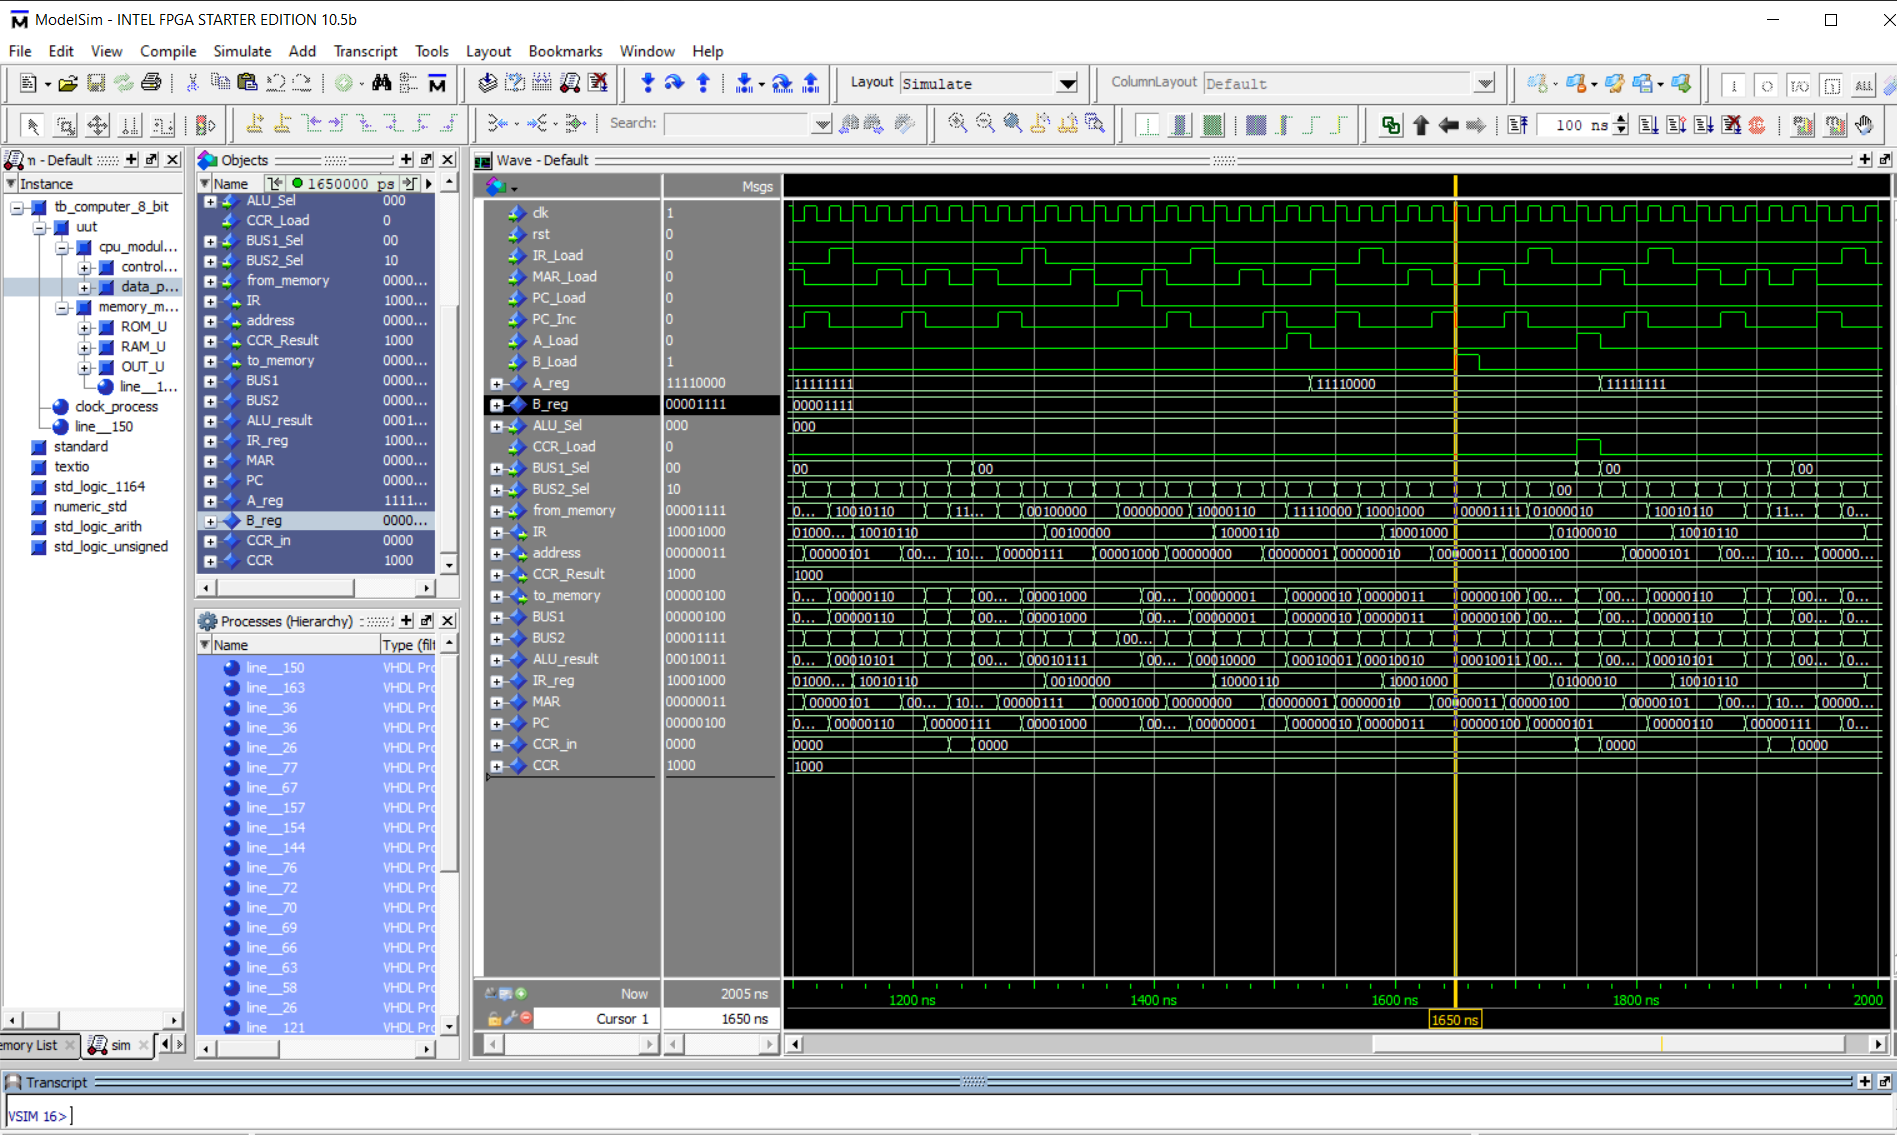 ModelSim - INTEL FPGA STARTER EDITION 10.5b
File Edit View Compile Simulate Add Transcript Tools Layout Bookmarks Window Help
Layout Simulate
ColumnLayout Default
Search:
100 ns
- Default
Instance
tb_computer_8_bit
uut
cpu_modul...
control...
data_p...
memory_m...
ROM_U
RAM_U
OUT_U
line__1...
clock_process
line__150
standard
textio
std_logic_1164
numeric_std
std_logic_arith
std_logic_unsigned
emory List sim
Objects
Name 1650000 ps
ALU_Sel 000
CCR_Load 0
BUS1_Sel 00
BUS2_Sel 10
from_memory 0000...
IR 1000...
address 0000...
CCR_Result 1000
to_memory 0000...
BUS1 0000...
BUS2 0000...
ALU_result 0001...
IR_reg 1000...
MAR 0000...
PC 0000...
A_reg 1111...
B_reg 0000...
CCR_in 0000
CCR 1000
Processes (Hierarchy)
Name Type (filt
line__150 VHDL Pro
line__163 VHDL Pro
line__36 VHDL Pro
line__36 VHDL Pro
line__26 VHDL Pro
line__77 VHDL Pro
line__67 VHDL Pro
line__157 VHDL Pro
line__154 VHDL Pro
line__144 VHDL Pro
line__76 VHDL Pro
line__72 VHDL Pro
line__70 VHDL Pro
line__69 VHDL Pro
line__66 VHDL Pro
line__63 VHDL Pro
line__58 VHDL Pro
line__26 VHDL Pro
line__121 VHDL Pro
Wave - Default
Msgs
clk 1
rst 0
IR_Load 0
MAR_Load 0
PC_Load 0
PC_Inc 0
A_Load 0
B_Load 1
A_reg 11110000 11111111 11110000 11111111
B_reg 00001111 00001111
ALU_Sel 000 000
CCR_Load 0
BUS1_Sel 00 00 00 00 00
BUS2_Sel 10 00
from_memory 00001111 0... 10010110 11... 00100000 00000000 10000110 11110000 10001000 00001111 01000010 10010110 11... 0...
IR 10001000 01000... 10010110 00100000 10000110 10001000 01000010 10010110
address 00000011 00000101 00... 10... 00000111 00001000 00000000 00000001 00000010 00000011 00000100 00000101 00... 10... 00000...
CCR_Result 1000 1000
to_memory 00000100 0... 00000110 00... 00001000 00... 00000001 00000010 00000011 00000100 00... 00... 00000110 00... 0...
BUS1 00000100 0... 00000110 00... 00001000 00... 00000001 00000010 00000011 00000100 00... 00... 00000110 00... 0...
BUS2 00001111 00...
ALU_result 00010011 0... 00010101 00... 00010111 00... 00010000 00010001 00010010 00010011 00... 00... 00010101 00... 0...
IR_reg 10001000 01000... 10010110 00100000 10000110 10001000 01000010 10010110
MAR 00000011 00000101 00... 10... 00000111 00001000 00000000 00000001 00000010 00000011 00000100 00000101 00... 10... 00000...
PC 00000100 0... 00000110 00000111 00001000 00... 00000001 00000010 00000011 00000100 00000101 00000110 00000111 0...
CCR_in 0000 0000 0000 0000 0000
CCR 1000 1000
Now 2005 ns 1200 ns 1400 ns 1600 ns 1800 ns 2000
Cursor 1 1650 ns 1650 ns
Transcript
VSIM 16>